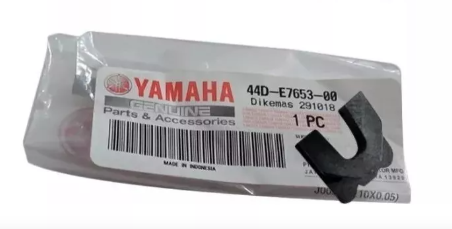 YAMAHA
44D-E7653-00
GENUINE
Dikemas 291018
Parts & Accessories
1 PC
MADE IN INDONESIA